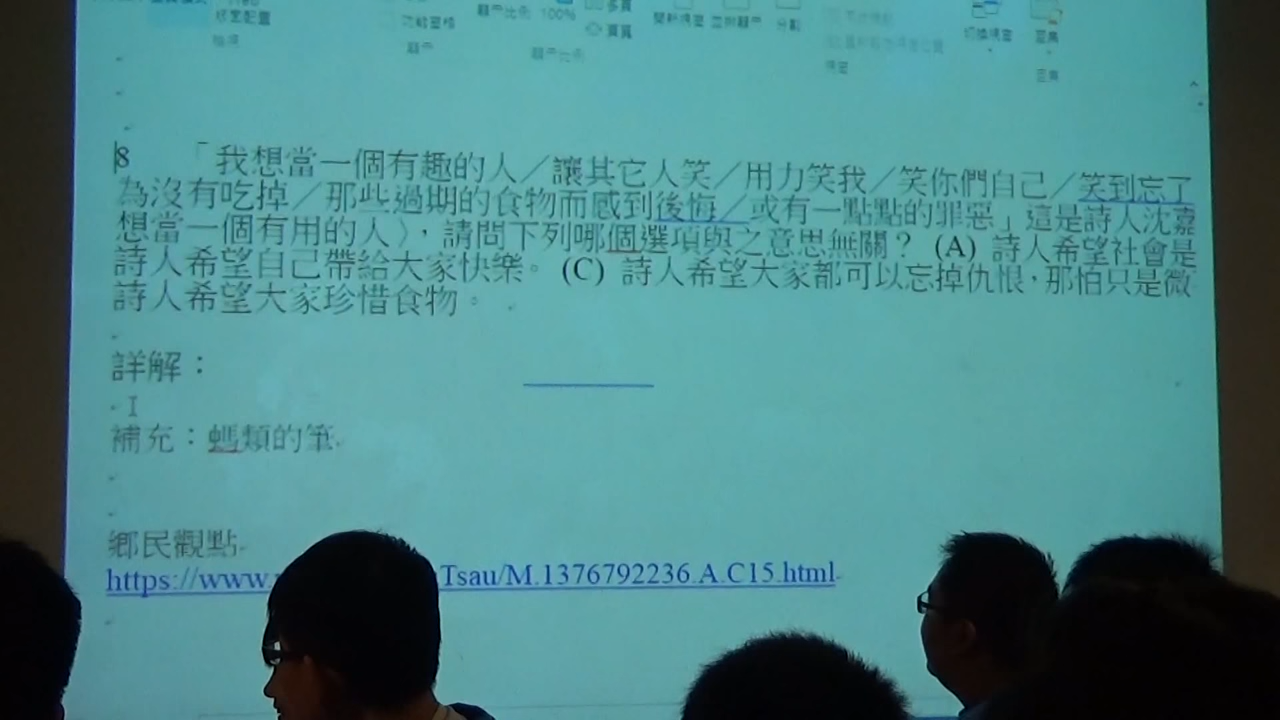 100%
分割
8 「我想當一個有趣的人／讓其它人笑／用力笑我／笑你們自己／笑到忘了
為沒有吃掉／那些過期的食物而感到後悔／或有一點點的罪惡」這是詩人沈嘉
想當一個有用的人〉，請問下列哪個選項與之意思無關？ (A) 詩人希望社會是
詩人希望自己帶給大家快樂。 (C) 詩人希望大家都可以忘掉仇恨，那怕只是微
詩人希望大家珍惜食物。
詳解：
補充：螞類的筆
鄉民觀點
https://www. Tsau/M.1376792236.A.C15.html